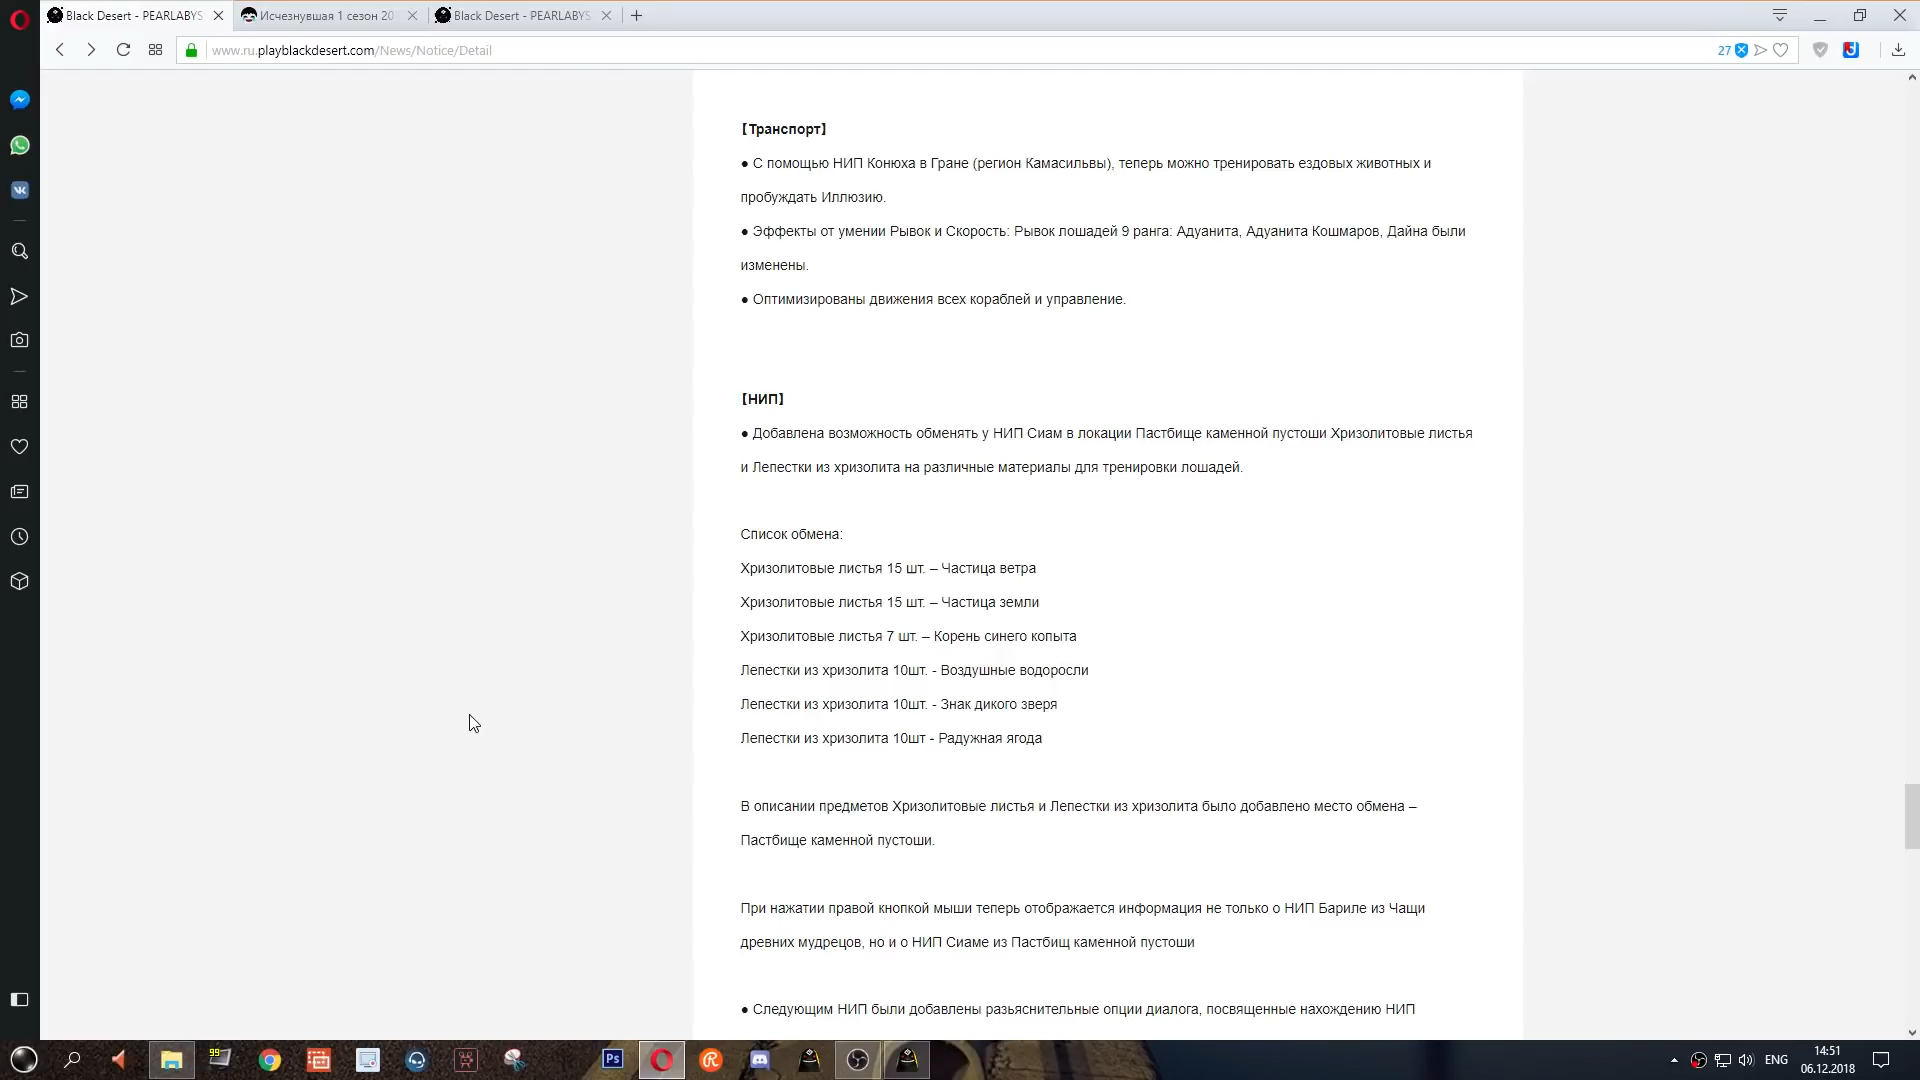 Black Desert - PEARLABYS
Исчезнувшая 1 сезон 20
Black Desert - PEARLABYS
www.ru.playblackdesert.com/News/Notice/Detail
27
[Транспорт]
● С помощью НИП Конюха в Гране (регион Камасильвы), теперь можно тренировать ездовых животных и
пробуждать Иллюзию.
● Эффекты от умении Рывок и Скорость: Рывок лошадей 9 ранга: Адуанита, Адуанита Кошмаров, Дайна были
изменены.
● Оптимизированы движения всех кораблей и управление.
[НИП]
● Добавлена возможность обменять у НИП Сиам в локации Пастбище каменной пустоши Хризолитовые листья
и Лепестки из хризолита на различные материалы для тренировки лошадей.
Список обмена:
Хризолитовые листья 15 шт. – Частица ветра
Хризолитовые листья 15 шт. – Частица земли
Хризолитовые листья 7 шт. – Корень синего копыта
Лепестки из хризолита 10шт. - Воздушные водоросли
Лепестки из хризолита 10шт. - Знак дикого зверя
Лепестки из хризолита 10шт - Радужная ягода
В описании предметов Хризолитовые листья и Лепестки из хризолита было добавлено место обмена –
Пастбище каменной пустоши.
При нажатии правой кнопкой мыши теперь отображается информация не только о НИП Бариле из Чащи
древних мудрецов, но и о НИП Сиаме из Пастбищ каменной пустоши
● Следующим НИП были добавлены разьяснительные опции диалога, посвященные нахождению НИП
99
Ps
ENG
14:51
06.12.2018